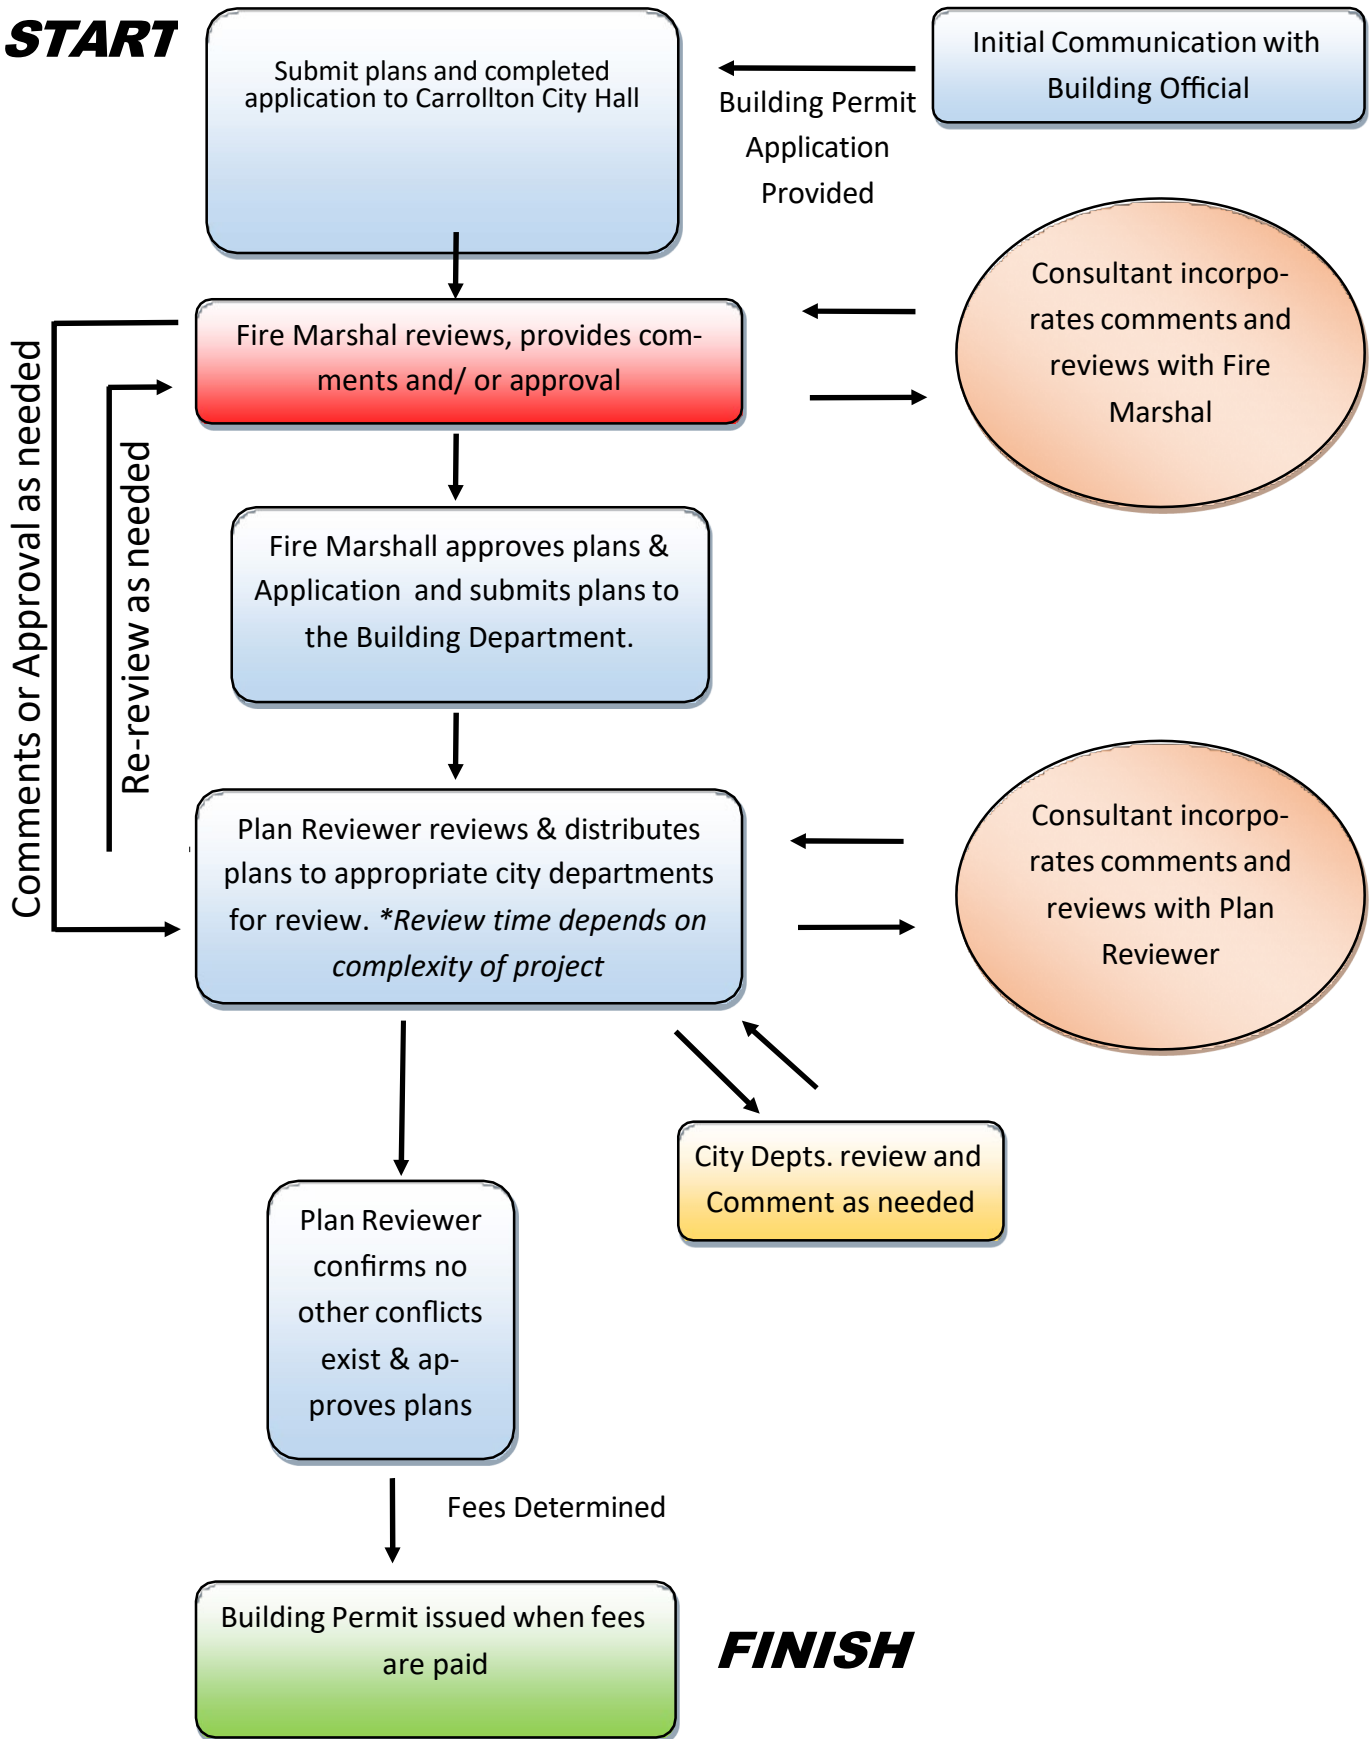 START
Submit plans and completed
application to Carrollton City Hall
Initial Communication with
Building Official
Building Permit
Application
Provided
Consultant incorpo-
rates comments and
reviews with Fire
Marshal
Fire Marshal reviews, provides com-
ments and/ or approval
Comments or Approval as needed
Re-review as needed
Fire Marshall approves plans &
Application and submits plans to
the Building Department.
Plan Reviewer reviews & distributes
plans to appropriate city departments
for review. *Review time depends on
complexity of project
Consultant incorpo-
rates comments and
reviews with Plan
Reviewer
City Depts. review and
Comment as needed
Plan Reviewer
confirms no
other conflicts
exist & ap-
proves plans
Fees Determined
Building Permit issued when fees
are paid
FINISH